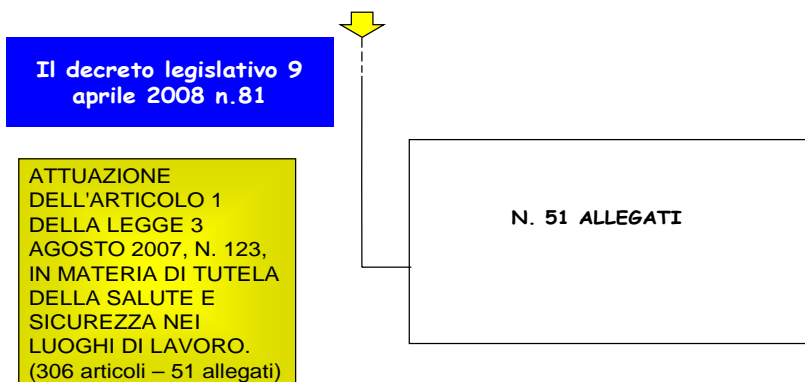 Il decreto legislativo 9
aprile 2008 n.81
ATTUAZIONE
DELL'ARTICOLO 1
DELLA LEGGE 3
AGOSTO 2007, N. 123,
IN MATERIA DI TUTELA
DELLA SALUTE E
SICUREZZA NEI
LUOGHI DI LAVORO.
(306 articoli – 51 allegati)
N. 51 ALLEGATI